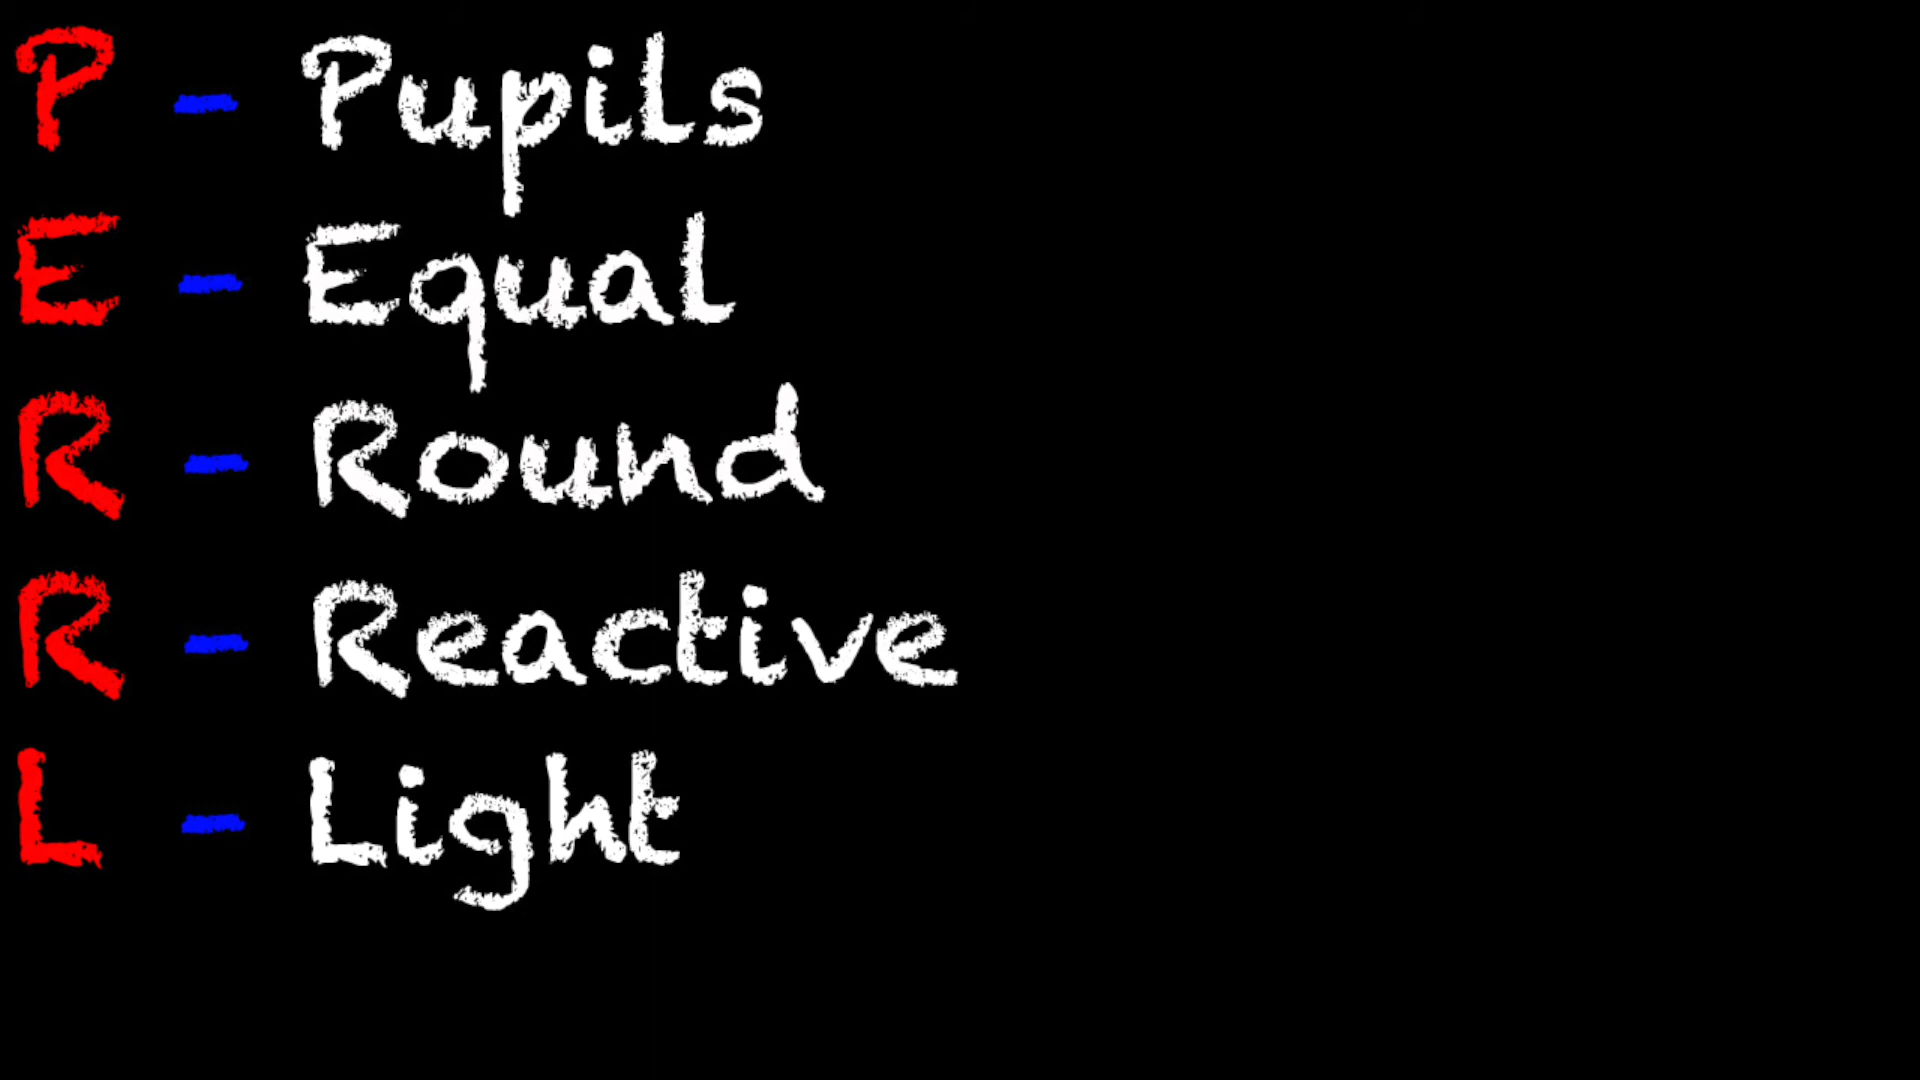 P - Pupils
E - Equal
R - Round
R - Reactive
L - Light